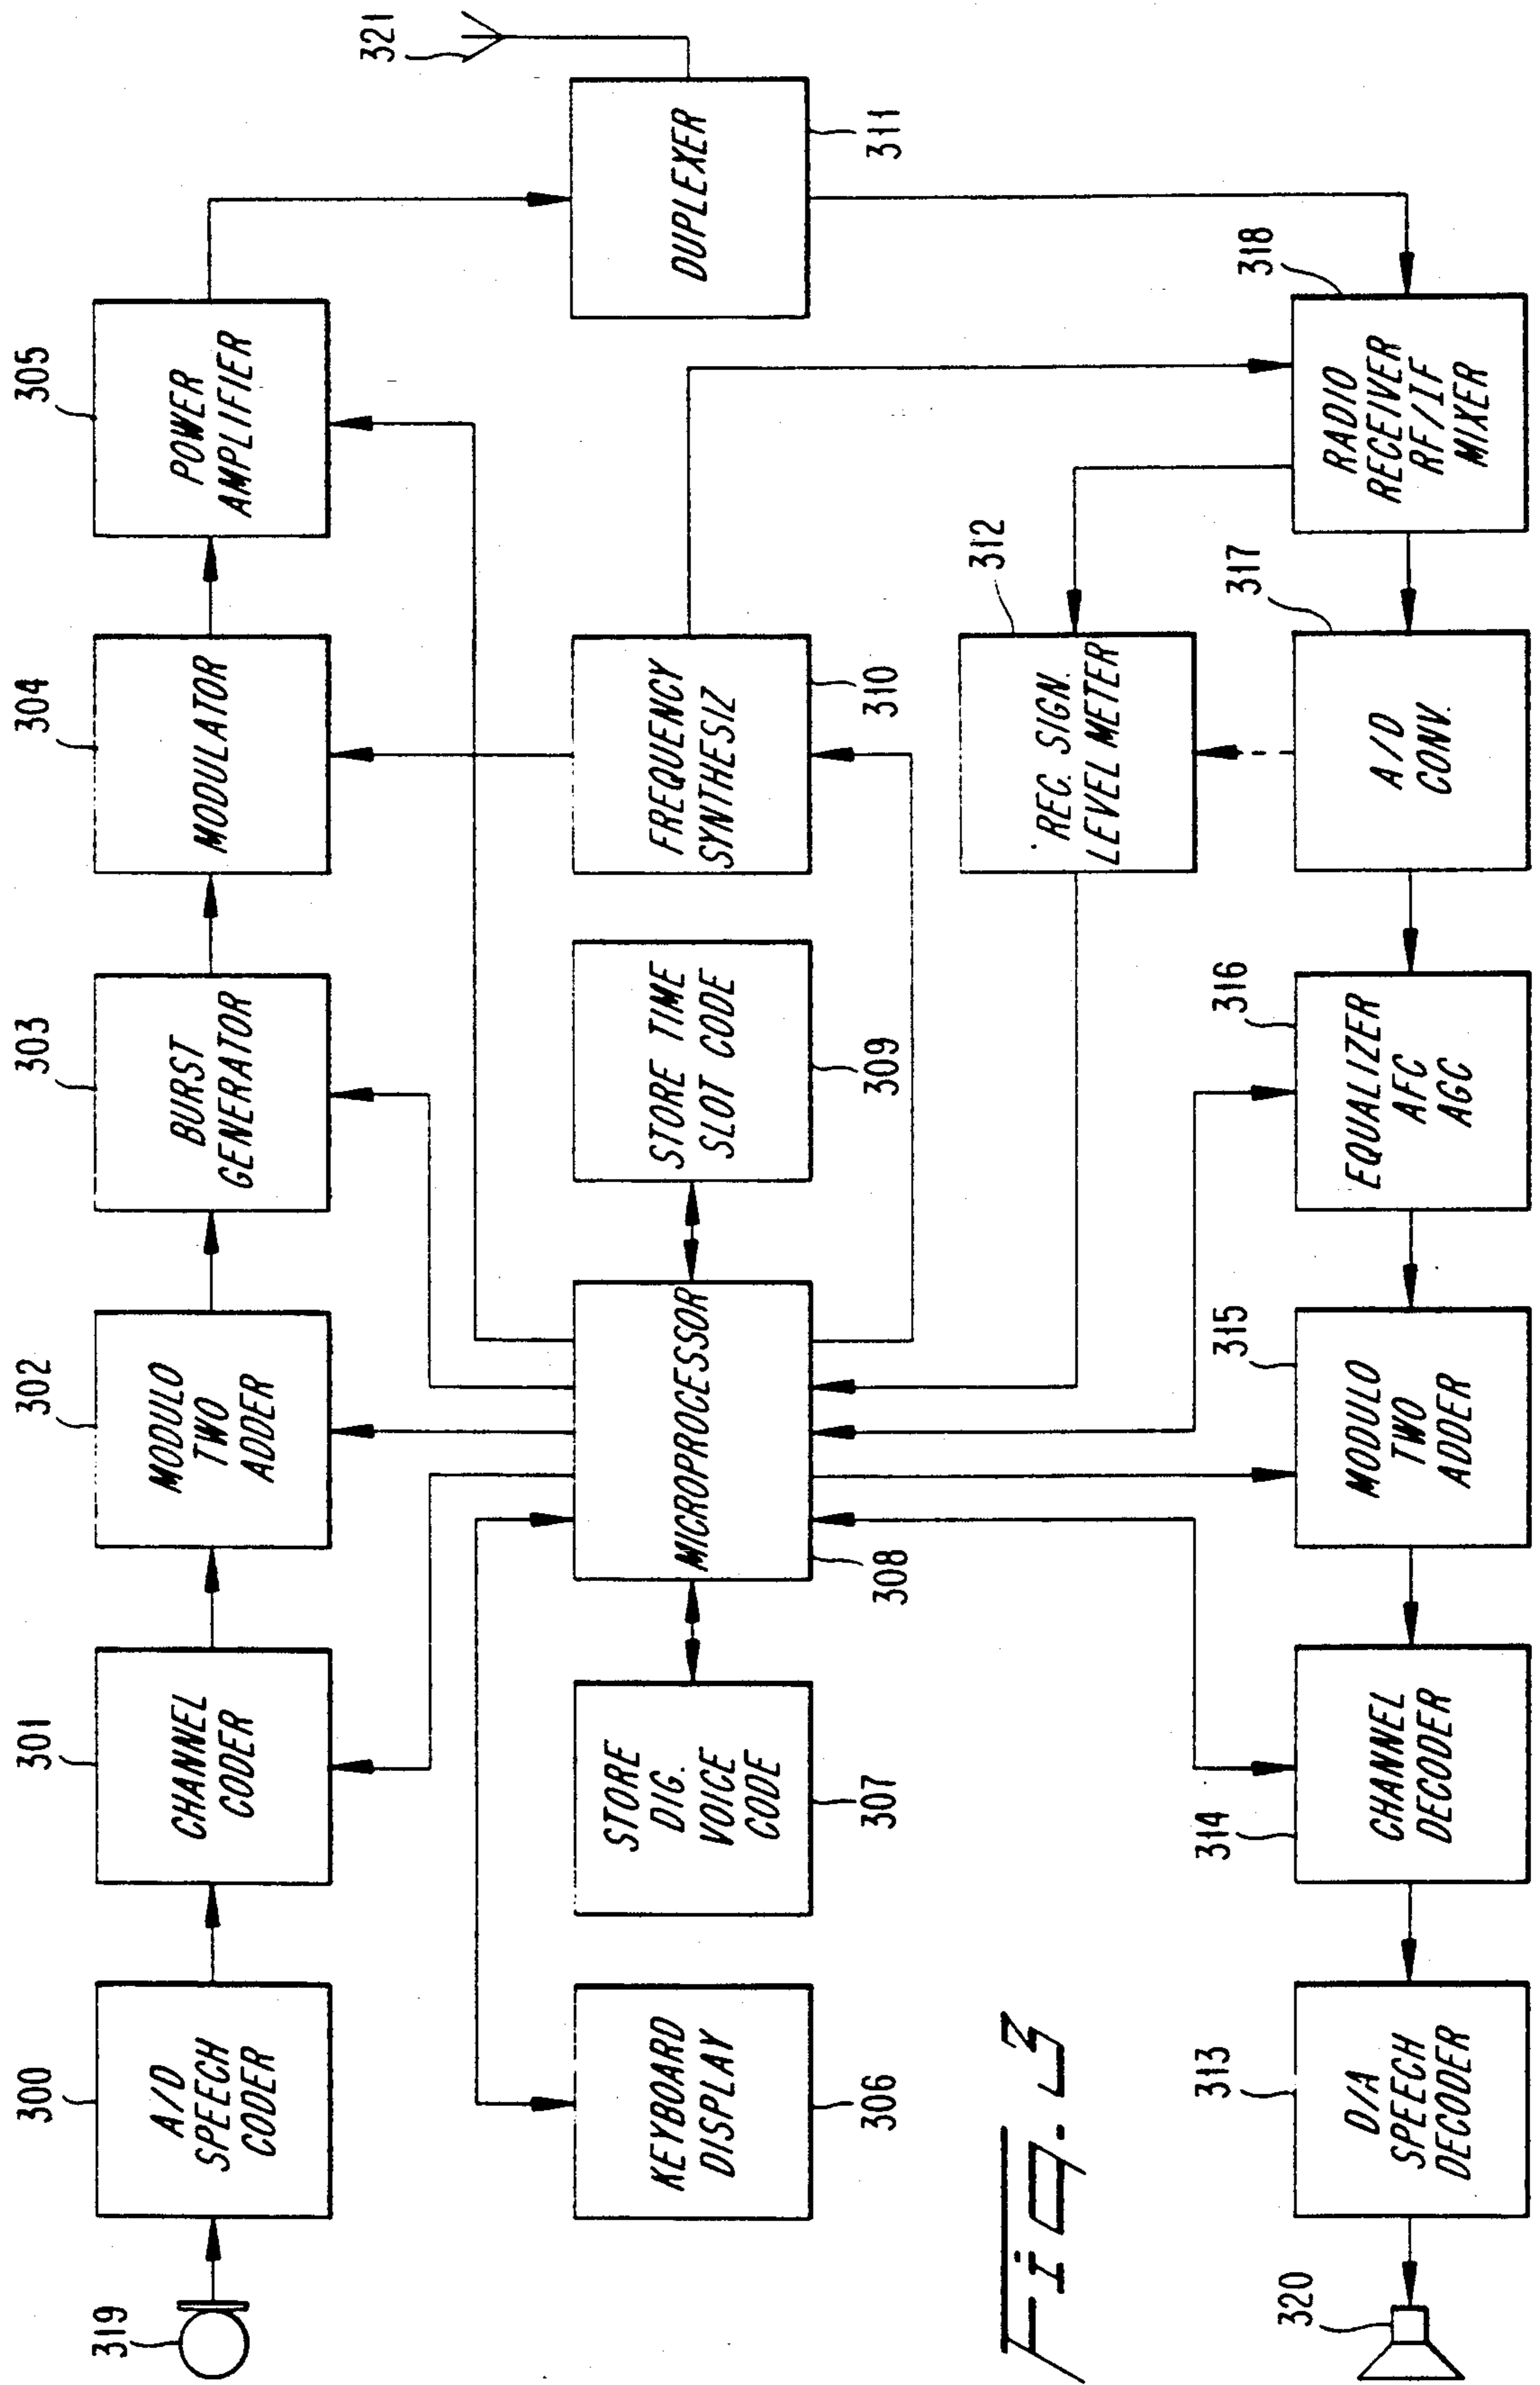 319
300
A/D
SPEECH
CODER
301
CHANNEL
CODER
302
MODULO
TWO
ADDER
303
BURST
GENERATOR
304
MODULATOR
305
POWER
AMPLIFIER
321
KEYBOARD
DISPLAY
306
STORE
DIG.
VOICE
CODE
307
MICROPROCESSOR
308
STORE TIME
SLOT CODE
309
FREQUENCY
SYNTHESIZ
310
DUPLEXER
311
REC. SIGN.
LEVEL METER
312
320
313
D/A
SPEECH
DECODER
314
CHANNEL
DECODER
315
MODULO
TWO
ADDER
316
EQUALIZER
AFC
AGC
317
A/D
CONV.
318
RADIO
RECEIVER
RF/IF
MIXER
Fig. 3